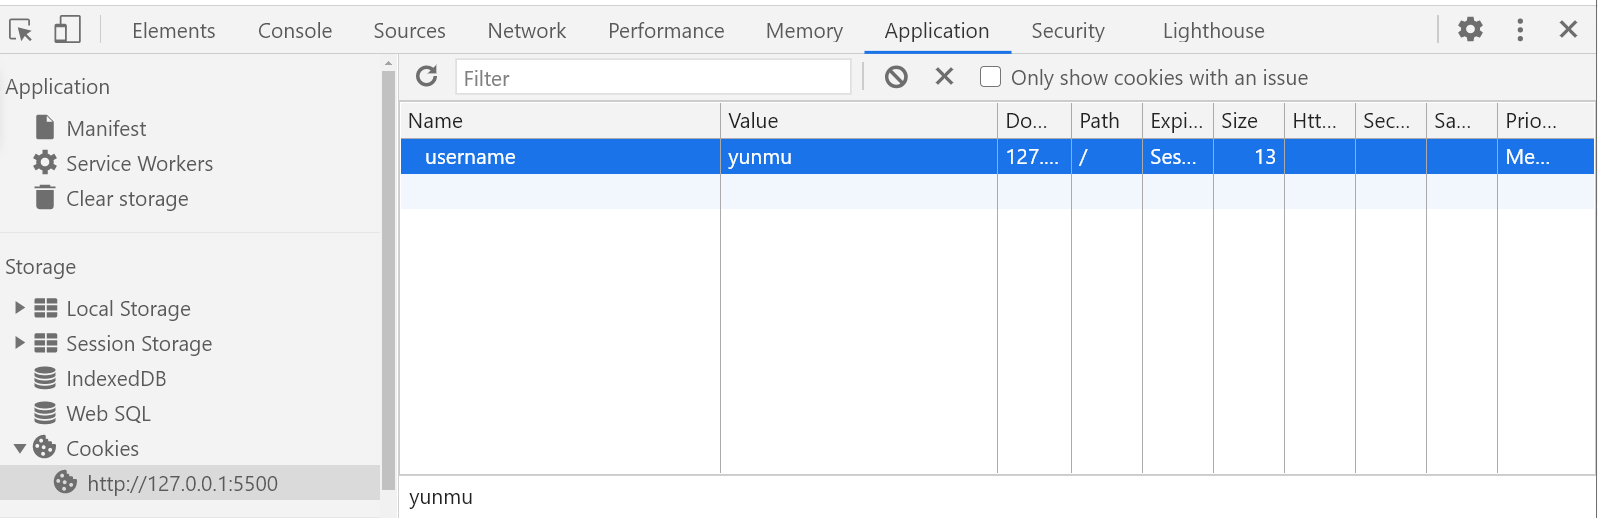 Elements Console Sources Network Performance Memory Application Security Lighthouse
Application
Manifest
Service Workers
Clear storage
Storage
Local Storage
Session Storage
IndexedDB
Web SQL
Cookies
http://127.0.0.1:5500
Filter Only show cookies with an issue
Name Value Do... Path Expi... Size Htt... Sec... Sa... Prio...
username yunmu 127.... / Ses... 13 Me...
yunmu